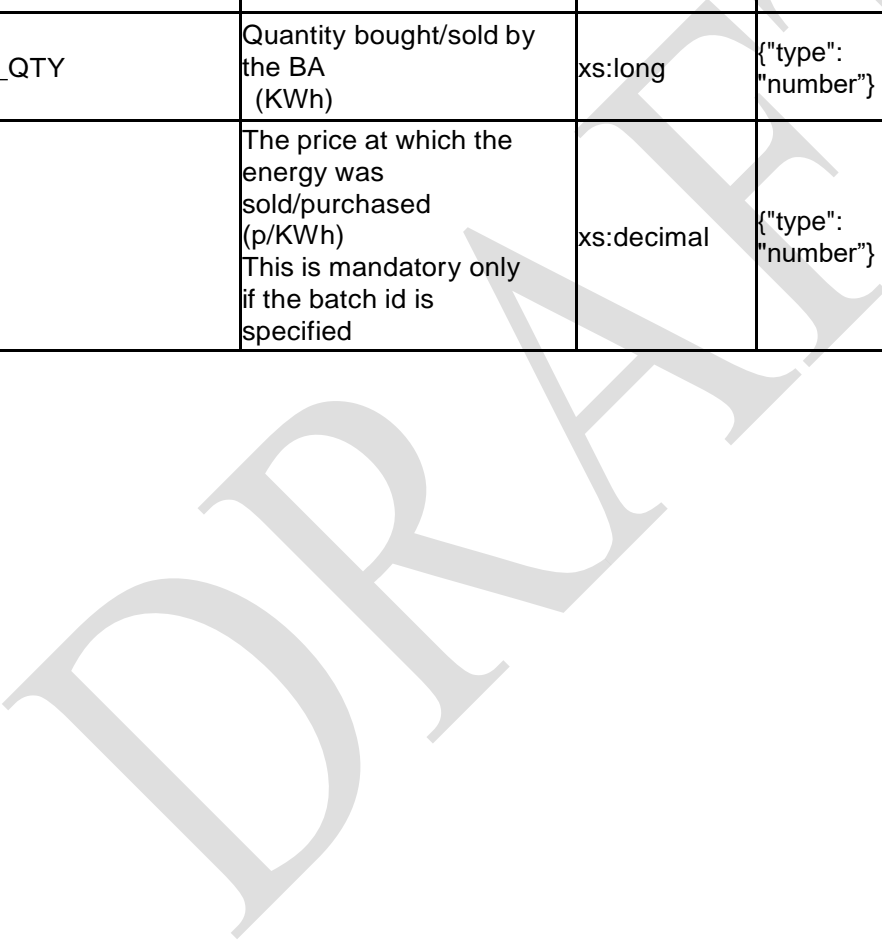 _QTY
Quantity bought/sold by
the BA
(KWh)
xs:long
{"type":
"number”}
The price at which the
energy was
sold/purchased
(p/KWh)
This is mandatory only
if the batch id is
specified
xs:decimal
{"type":
"number”}
DRAFT